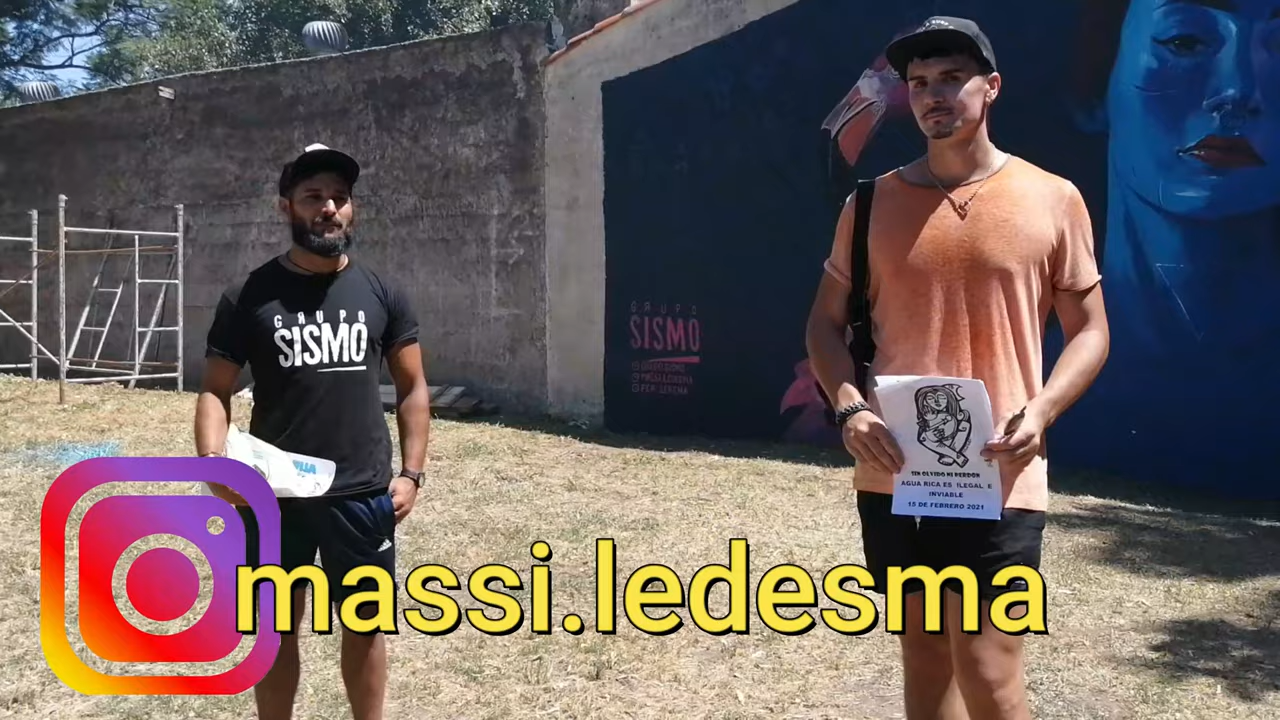 GRUPO
SISMO
GRUPO
SISMO
SIN OLVIDO NI PERDON
AGUA RICA ES ILEGAL E
INVIABLE
15 DE FEBRERO 2021
massi.ledesma